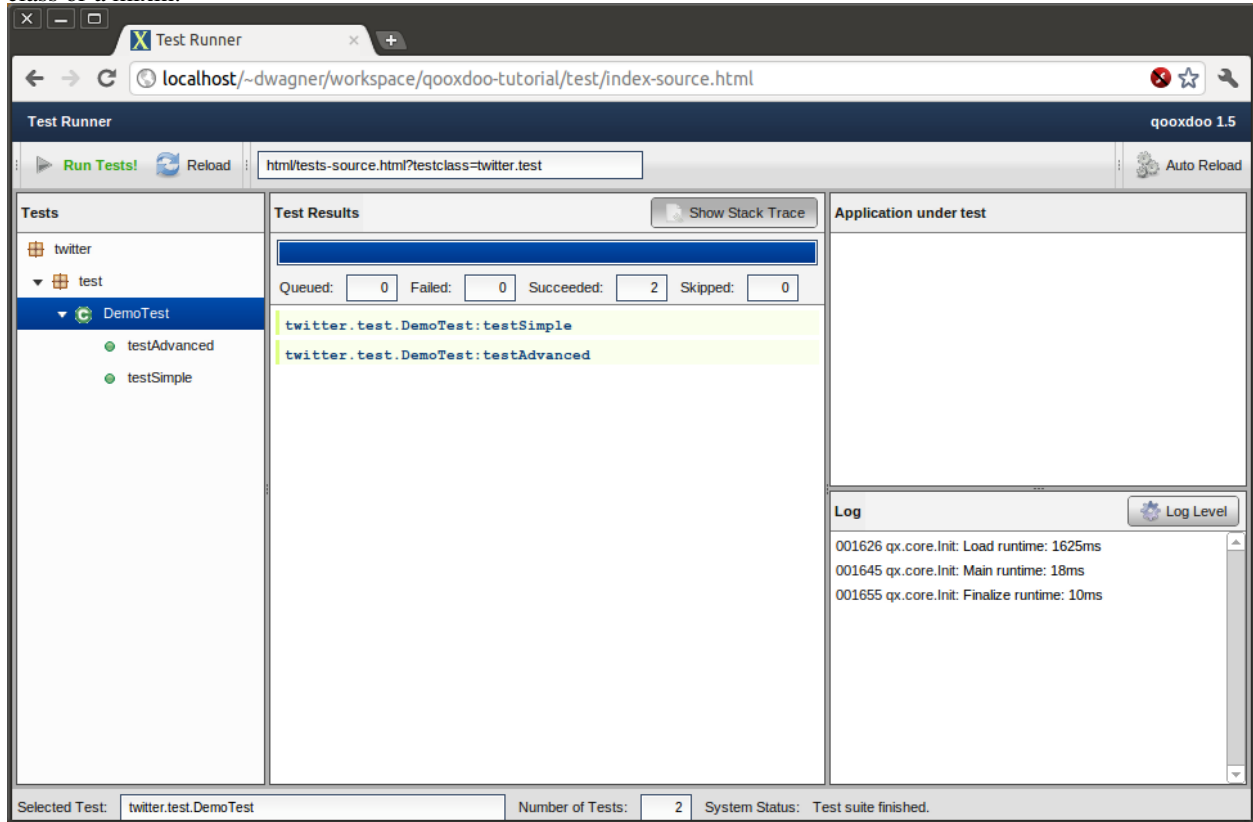 Test Runner
localhost/~dwagner/workspace/qooxdoo-tutorial/test/index-source.html
Test Runner
qooxdoo 1.5
Run Tests!
Reload
html/tests-source.html?testclass=twitter.test
Auto Reload
Tests
Test Results
Show Stack Trace
Application under test
twitter
test
DemoTest
testAdvanced
testSimple
Queued: 0 Failed: 0 Succeeded: 2 Skipped: 0
twitter.test.DemoTest:testSimple
twitter.test.DemoTest:testAdvanced
Log
Log Level
001626 qx.core.Init: Load runtime: 1625ms
001645 qx.core.Init: Main runtime: 18ms
001655 qx.core.Init: Finalize runtime: 10ms
Selected Test: twitter.test.DemoTest
Number of Tests: 2
System Status: Test suite finished.